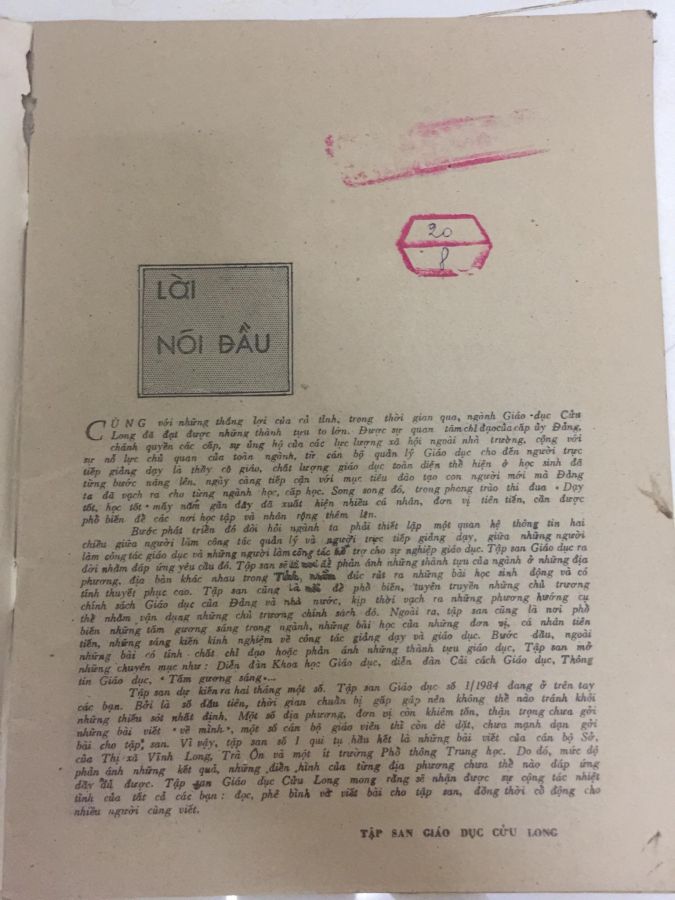 20
8
LỜI
NÓI ĐẦU
CÙNG với những thắng lợi của cả tỉnh, trong thời gian qua, ngành Giáo dục Cửu
Long đã đạt được những thành tựu to lớn. Được sự quan tâm chỉ đạo của cấp ủy Đảng,
chánh quyền các cấp, sự ủng hộ của các lực lượng xã hội ngoài nhà trường, cộng với
sự nỗ lực chủ quan của toàn ngành, từ cán bộ quản lý Giáo dục cho đến người trực
tiếp giảng dạy là thầy cô giáo, chất lượng giáo dục toàn diện thể hiện ở học sinh đã
từng bước nâng lên, ngày càng tiếp cận với mục tiêu đào tạo con người mới mà Đảng
ta đã vạch ra cho từng ngành học, cấp học. Song song đó, trong phong trào thi đua «Dạy
tốt, học tốt» mấy năm gần đây đã xuất hiện nhiều cá nhân, đơn vị tiên tiến, cần được
phổ biến để các nơi học tập và nhân rộng thêm lên.
Bước phát triển đó đòi hỏi ngành ta phải thiết lập một quan hệ thông tin hai
chiều giữa người làm công tác quản lý và người trực tiếp giảng dạy, giữa những người
làm công tác giáo dục và những người làm công tác hỗ trợ cho sự nghiệp giáo dục. Tập san Giáo dục ra
đời nhằm đáp ứng yêu cầu đó. Tập san sẽ là nơi để phản ánh những thành tựu của ngành ở những địa
phương, địa bàn khác nhau trong Tỉnh, nhằm đúc rút ra những bài học sinh động và có
tính thuyết phục cao. Tập san cũng là nơi để phổ biến, tuyên truyền những chủ trương
chính sách Giáo dục của Đảng và nhà nước, kịp thời vạch ra những phương hướng cụ
thể nhằm vận dụng những chủ trương chính sách đó. Ngoài ra, tập san cũng là nơi phổ
biến những tấm gương sáng trong ngành, những bài học của những đơn vị, cá nhân tiên
tiến, những sáng kiến kinh nghiệm về công tác giảng dạy và giáo dục. Bước đầu, ngoài
những bài có tính chất chỉ đạo hoặc phản ánh những thành tựu giáo dục, Tập san mở
những chuyên mục như: Diễn đàn Khoa học Giáo dục, diễn đàn Cải cách Giáo dục, Thông
tin Giáo dục, «Tấm gương sáng»...
Tập san dự kiến ra hai tháng một số. Tập san Giáo dục số 1/1984 đang ở trên tay
các bạn. Bởi là số đầu tiên, thời gian chuẩn bị gấp gáp nên không thể nào tránh khỏi
những thiếu sót nhất định. Một số địa phương, đơn vị còn khiêm tốn, thận trọng chưa gởi
những bài viết «về mình», một số cán bộ giáo viên thì còn dè dặt, chưa mạnh dạn gởi
bài cho tập san. Vì vậy, tập san số 1 qui tụ hầu hết là những bài viết của cán bộ Sở,
của Thị xã Vĩnh Long, Trà Ôn và một ít trường Phổ thông Trung học. Do đó, mức độ
phản ánh những kết quả, những điển hình của từng địa phương chưa thể nào đáp ứng
đầy đủ được. Tập san Giáo dục Cửu Long mong rằng sẽ nhận được sự cộng tác nhiệt
tình của tất cả các bạn: đọc, phê bình và viết bài cho tập san, đồng thời cổ động cho
nhiều người cùng viết.
TẬP SAN GIÁO DỤC CỬU LONG